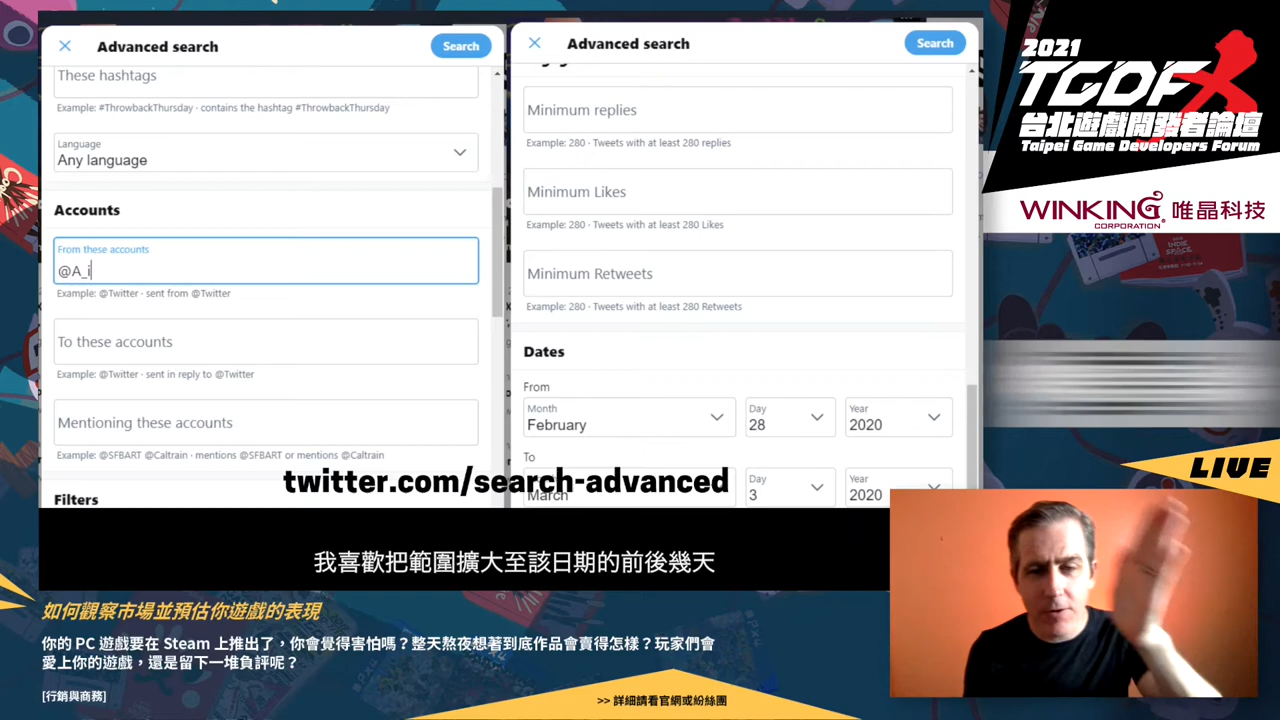 Advanced search
Search
These hashtags
Example: #ThrowbackThursday · contains the hashtag #ThrowbackThursday
Language
Any language
Accounts
From these accounts
@A_i
Example: @Twitter · sent from @Twitter
To these accounts
Example: @Twitter · sent in reply to @Twitter
Mentioning these accounts
Example: @SFBART @Caltrain · mentions @SFBART or mentions @Caltrain
Filters
Advanced search
Search
Minimum replies
Example: 280 · Tweets with at least 280 replies
Minimum Likes
Example: 280 · Tweets with at least 280 Likes
Minimum Retweets
Example: 280 · Tweets with at least 280 Retweets
Dates
From
Month
February
Day
28
Year
2020
To
March
3
2020
twitter.com/search-advanced
我喜歡把範圍擴大至該日期的前後幾天
2021
TGDF
台北遊戲開發者論壇
Taipei Game Developers Forum
WINKING
CORPORATION
唯晶科技
INDIE
SPACE
LIVE
如何觀察市場並預估你遊戲的表現
你的 PC 遊戲要在 Steam 上推出了，你會覺得害怕嗎？整天熬夜想著到底作品會賣得怎樣？玩家們會
愛上你的遊戲，還是留下一堆負評呢？
[行銷與商務]
>> 詳細請看官網或紛絲團